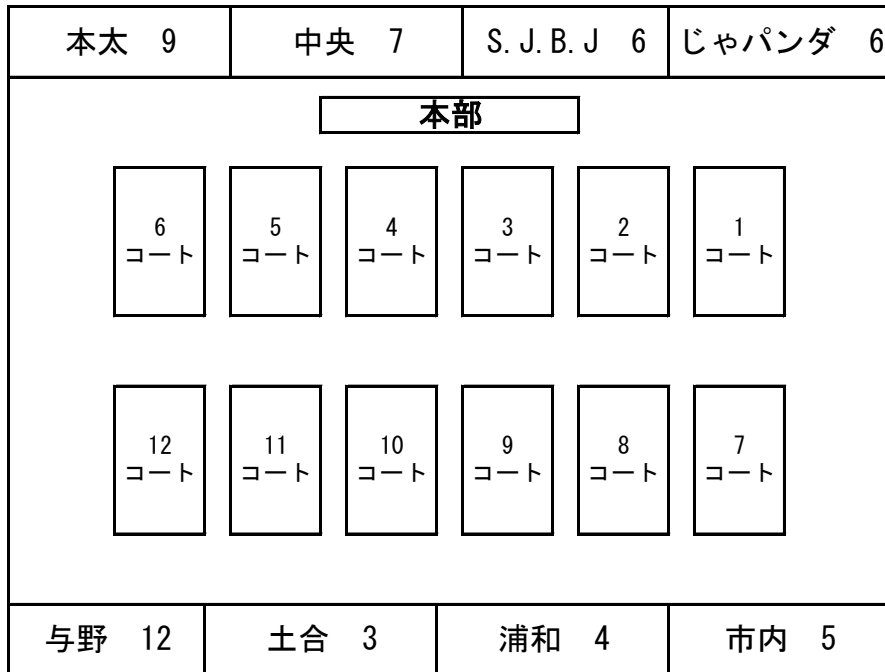 本太　9
中央　7
S.J.B.J　6
じゃパンダ　6
本部
6
コート
5
コート
4
コート
3
コート
2
コート
1
コート
12
コート
11
コート
10
コート
9
コート
8
コート
7
コート
与野　12
土合　3
浦和　4
市内　5